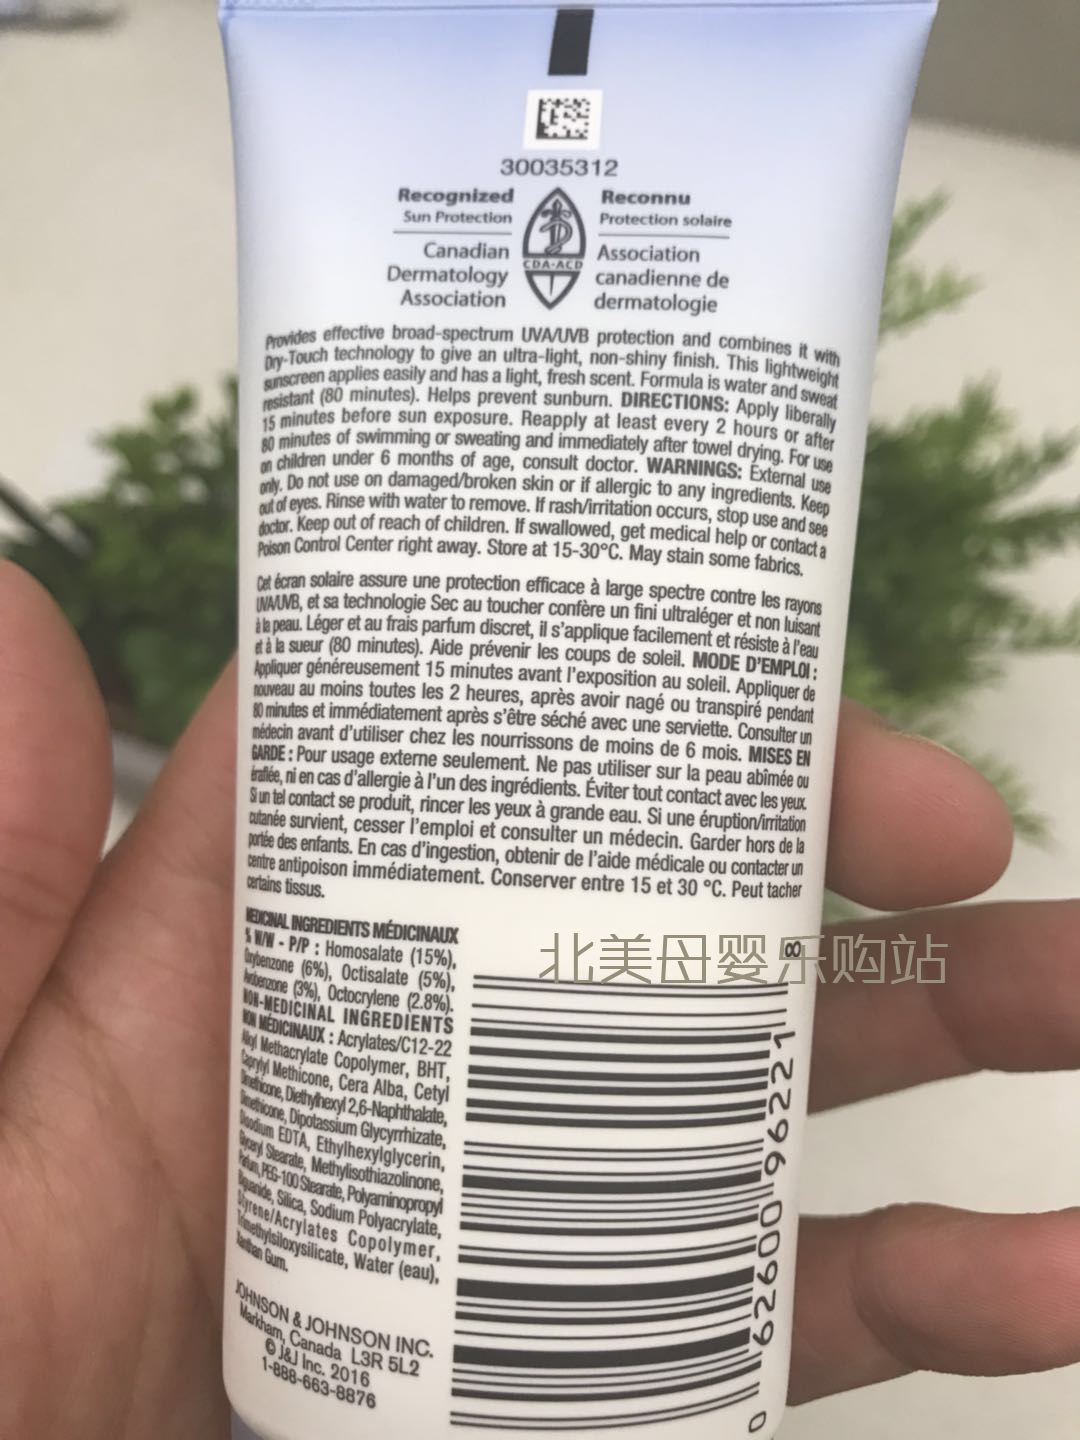 30035312
Recognized
Sun Protection
Canadian
Dermatology
Association
CDA-ACD
Reconnu
Protection solaire
Association
canadienne de
dermatologie
Provides effective broad-spectrum UVA/UVB protection and combines it with
Dry-Touch technology to give an ultra-light, non-shiny finish. This lightweight
sunscreen applies easily and has a light, fresh scent. Formula is water and sweat
resistant (80 minutes). Helps prevent sunburn. DIRECTIONS: Apply liberally
15 minutes before sun exposure. Reapply at least every 2 hours or after
80 minutes of swimming or sweating and immediately after towel drying. For use
on children under 6 months of age, consult doctor. WARNINGS: External use
only. Do not use on damaged/broken skin or if allergic to any ingredients. Keep
out of eyes. Rinse with water to remove. If rash/irritation occurs, stop use and see
doctor. Keep out of reach of children. If swallowed, get medical help or contact a
Poison Control Center right away. Store at 15-30°C. May stain some fabrics.
Cet écran solaire assure une protection efficace à large spectre contre les rayons
UVA/UVB, et sa technologie Sec au toucher confère un fini ultraléger et non luisant
à la peau. Léger et au frais parfum discret, il s'applique facilement et résiste à l'eau
et à la sueur (80 minutes). Aide prévenir les coups de soleil. MODE D'EMPLOI :
Appliquer généreusement 15 minutes avant l'exposition au soleil. Appliquer de
nouveau au moins toutes les 2 heures, après avoir nagé ou transpiré pendant
80 minutes et immédiatement après s'être séché avec une serviette. Consulter un
médecin avant d'utiliser chez les nourrissons de moins de 6 mois. MISES EN
GARDE : Pour usage externe seulement. Ne pas utiliser sur la peau abîmée ou
éraflée, ni en cas d'allergie à l'un des ingrédients. Éviter tout contact avec les yeux.
Si un tel contact se produit, rincer les yeux à grande eau. Si une éruption/irritation
cutanée survient, cesser l'emploi et consulter un médecin. Garder hors de la
portée des enfants. En cas d'ingestion, obtenir de l'aide médicale ou contacter un
centre antipoison immédiatement. Conserver entre 15 et 30 °C. Peut tacher
certains tissus.
MEDICINAL INGREDIENTS MÉDICINAUX
% W/W - P/P : Homosalate (15%),
Oxybenzone (6%), Octisalate (5%),
Avobenzone (3%), Octocrylene (2.8%).
NON-MEDICINAL INGREDIENTS
NON MÉDICINAUX : Acrylates/C12-22
Alkyl Methacrylate Copolymer, BHT,
Caprylyl Methicone, Cera Alba, Cetyl
Dimethicone, Diethylhexyl 2,6-Naphthalate,
Dimethicone, Dipotassium Glycyrrhizate,
Disodium EDTA, Ethylhexylglycerin,
Glyceryl Stearate, Methylisothiazolinone,
Parfum, PEG-100 Stearate, Polyaminopropyl
Biguanide, Silica, Sodium Polyacrylate,
Styrene/Acrylates Copolymer,
Trimethylsiloxysilicate, Water (eau),
Xanthan Gum.
JOHNSON & JOHNSON INC.
Markham, Canada L3R 5L2
© J&J Inc. 2016
1-888-663-8876
0 62600 96221 8
北美母婴乐购站